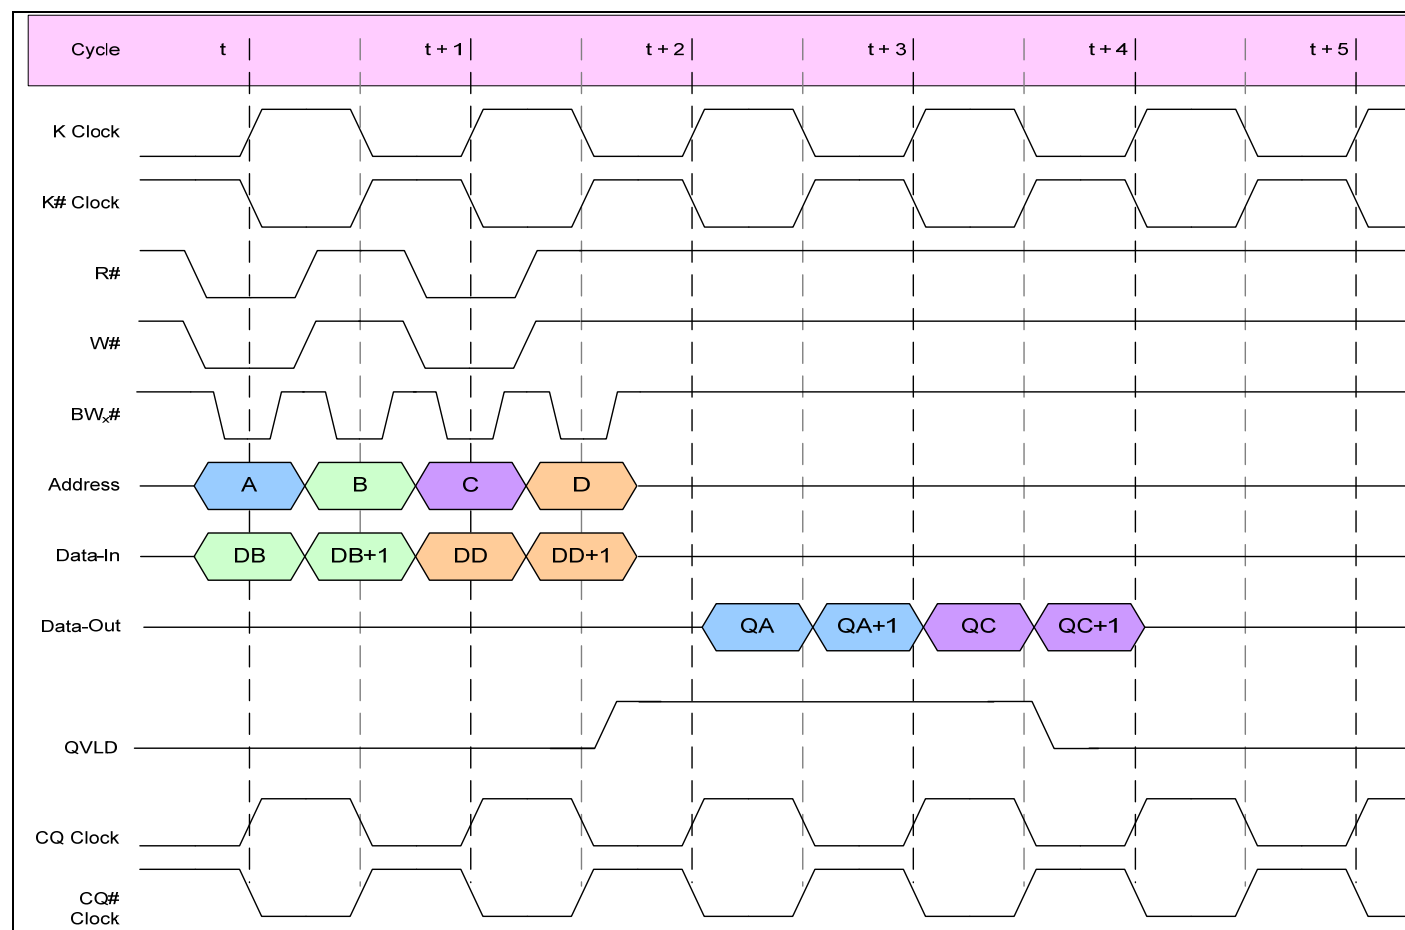 Cycle t t + 1 t + 2 t + 3 t + 4 t + 5
K Clock
K# Clock
R#
W#
BWx#
Address A B C D
Data-In DB DB+1 DD DD+1
Data-Out QA QA+1 QC QC+1
QVLD
CQ Clock
CQ#
Clock